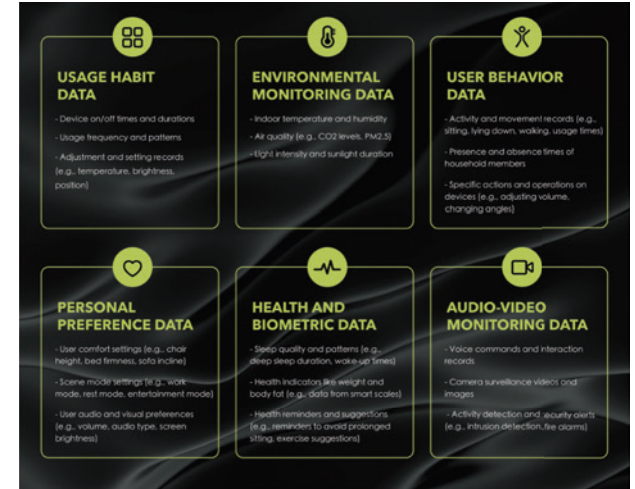 USAGE HABIT
DATA
- Device on/off times and durations
- Usage frequency and patterns
- Adjustment and setting records
(e.g., temperature, brightness,
position)
ENVIRONMENTAL
MONITORING DATA
- Indoor temperature and humidity
- Air quality (e.g., CO2 levels, PM2.5)
- Light intensity and sunlight duration
USER BEHAVIOR
DATA
- Activity and movement records (e.g.,
sitting, lying down, walking, usage times)
- Presence and absence times of
household members
- Specific actions and operations on
devices (e.g., adjusting volume,
changing angles)
PERSONAL
PREFERENCE DATA
- User comfort settings (e.g., chair
height, bed firmness, sofa incline)
- Scene mode settings (e.g., work
mode, rest mode, entertainment mode)
- User audio and visual preferences
(e.g., volume, audio type, screen
brightness)
HEALTH AND
BIOMETRIC DATA
- Sleep quality and patterns (e.g.,
deep sleep duration, wake-up times)
- Health indicators like weight and
body fat (e.g., data from smart scales)
- Health reminders and suggestions
(e.g., reminders to avoid prolonged
sitting, exercise suggestions)
AUDIO-VIDEO
MONITORING DATA
- Voice commands and interaction
records
- Camera surveillance videos and
images
- Activity detection and security alerts
(e.g., intrusion detection, fire alarms)